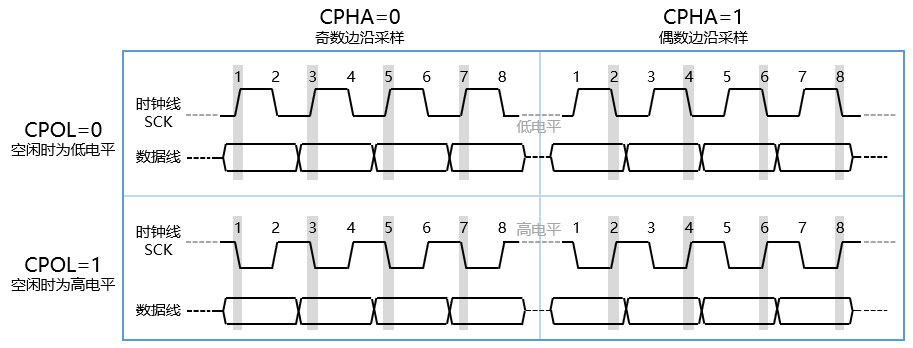 CPHA=0
奇数边沿采样
CPHA=1
偶数边沿采样
CPOL=0
空闲时为低电平
时钟线
SCK
1 2 3 4 5 6 7 8
低电平
1 2 3 4 5 6 7 8
数据线
CPOL=1
空闲时为高电平
时钟线
SCK
1 2 3 4 5 6 7 8
高电平
1 2 3 4 5 6 7 8
数据线